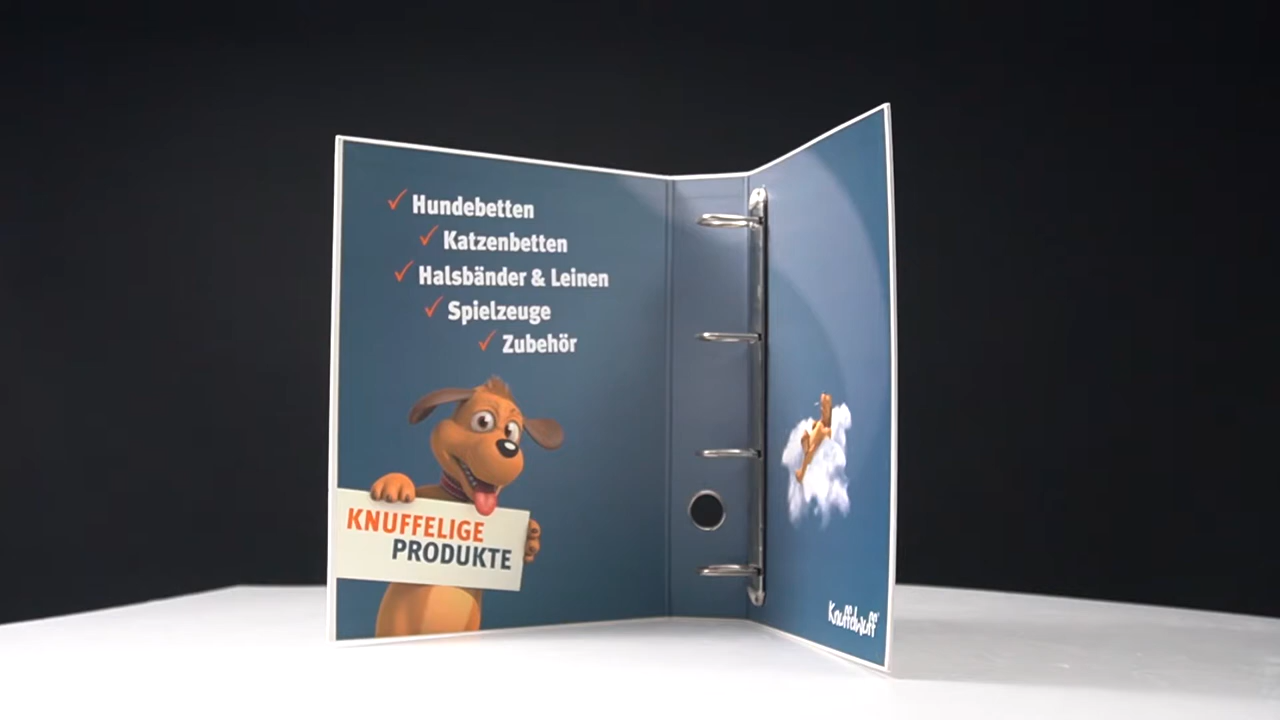 Hundebetten
Katzenbetten
Halsbänder & Leinen
Spielzeuge
Zubehör
KNUFFELIGE
PRODUKTE
Knuffelwuff